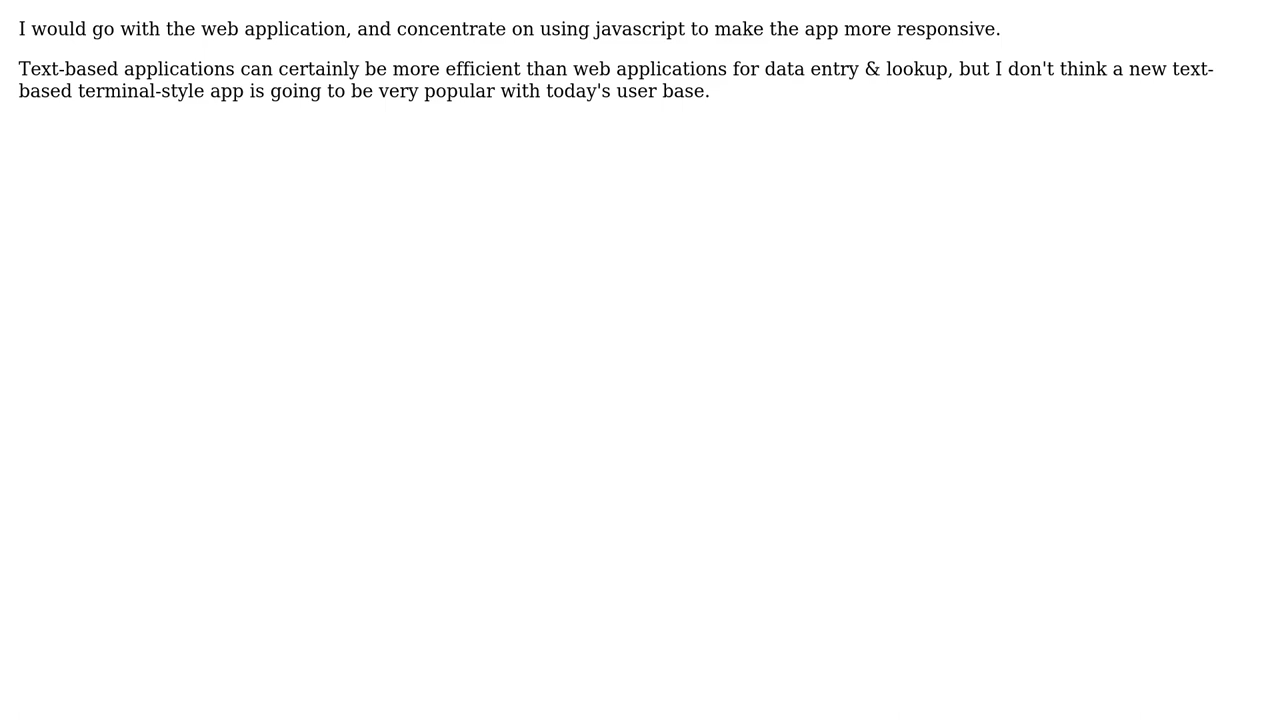 I would go with the web application, and concentrate on using javascript to make the app more responsive.
Text-based applications can certainly be more efficient than web applications for data entry & lookup, but I don't think a new text-
based terminal-style app is going to be very popular with today's user base.